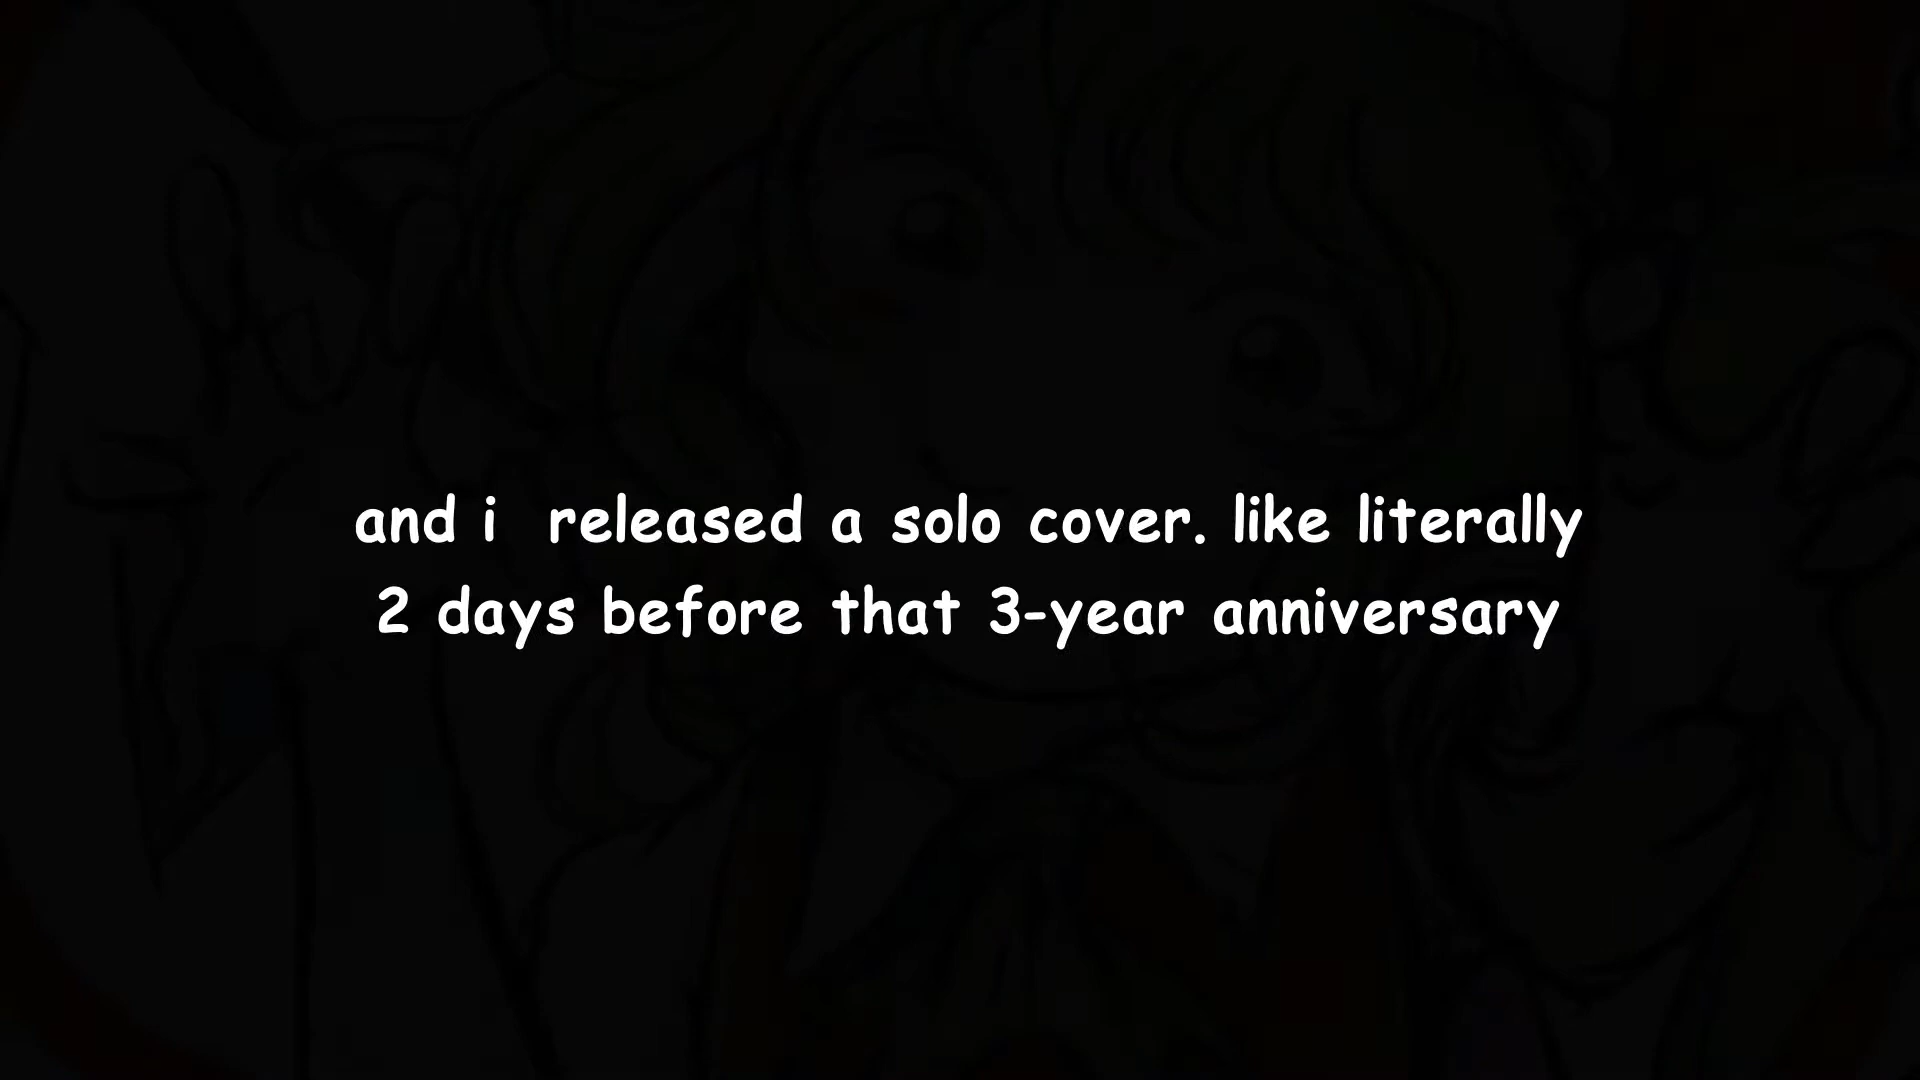 and i  released a solo cover. like literally
2 days before that 3-year anniversary